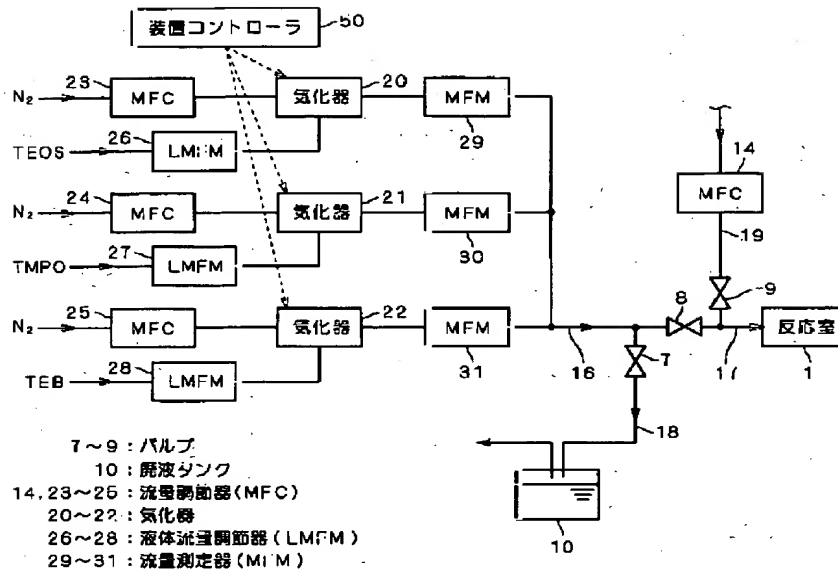 装置コントローラ
50
23
N₂
MFC
気化器
20
MFM
29
26
TEOS
LMFM
24
N₂
MFC
気化器
21
MFM
30
27
TMPO
LMFM
25
N₂
MFC
気化器
22
MFM
31
28
TEB
LMFM
14
MFC
19
9
8
16
7
17
反応室
1
18
10
7~9:バルブ
10:廃液タンク
14,23~25:流量調節器(MFC)
20~22:気化器
26~28:液体流量調節器(LMFM)
29~31:流量測定器(MFM)